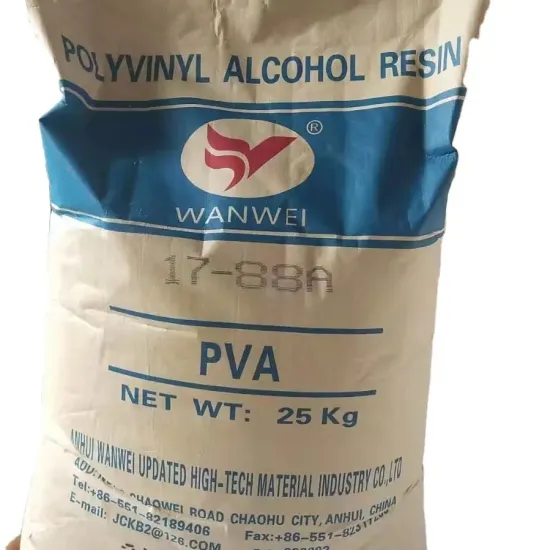 POLYVINYL ALCOHOL RESIN
®
WANWEI
17-88A
PVA
NET WT: 25 Kg
ANHUI WANWEI UPDATED HIGH-TECH MATERIAL INDUSTRY CO.,LTD
CHAOWEI ROAD CHAOHU CITY, ANHUI, CHINA
Tel:+86-551-82189406
E-mail: JCKB2@126.COM